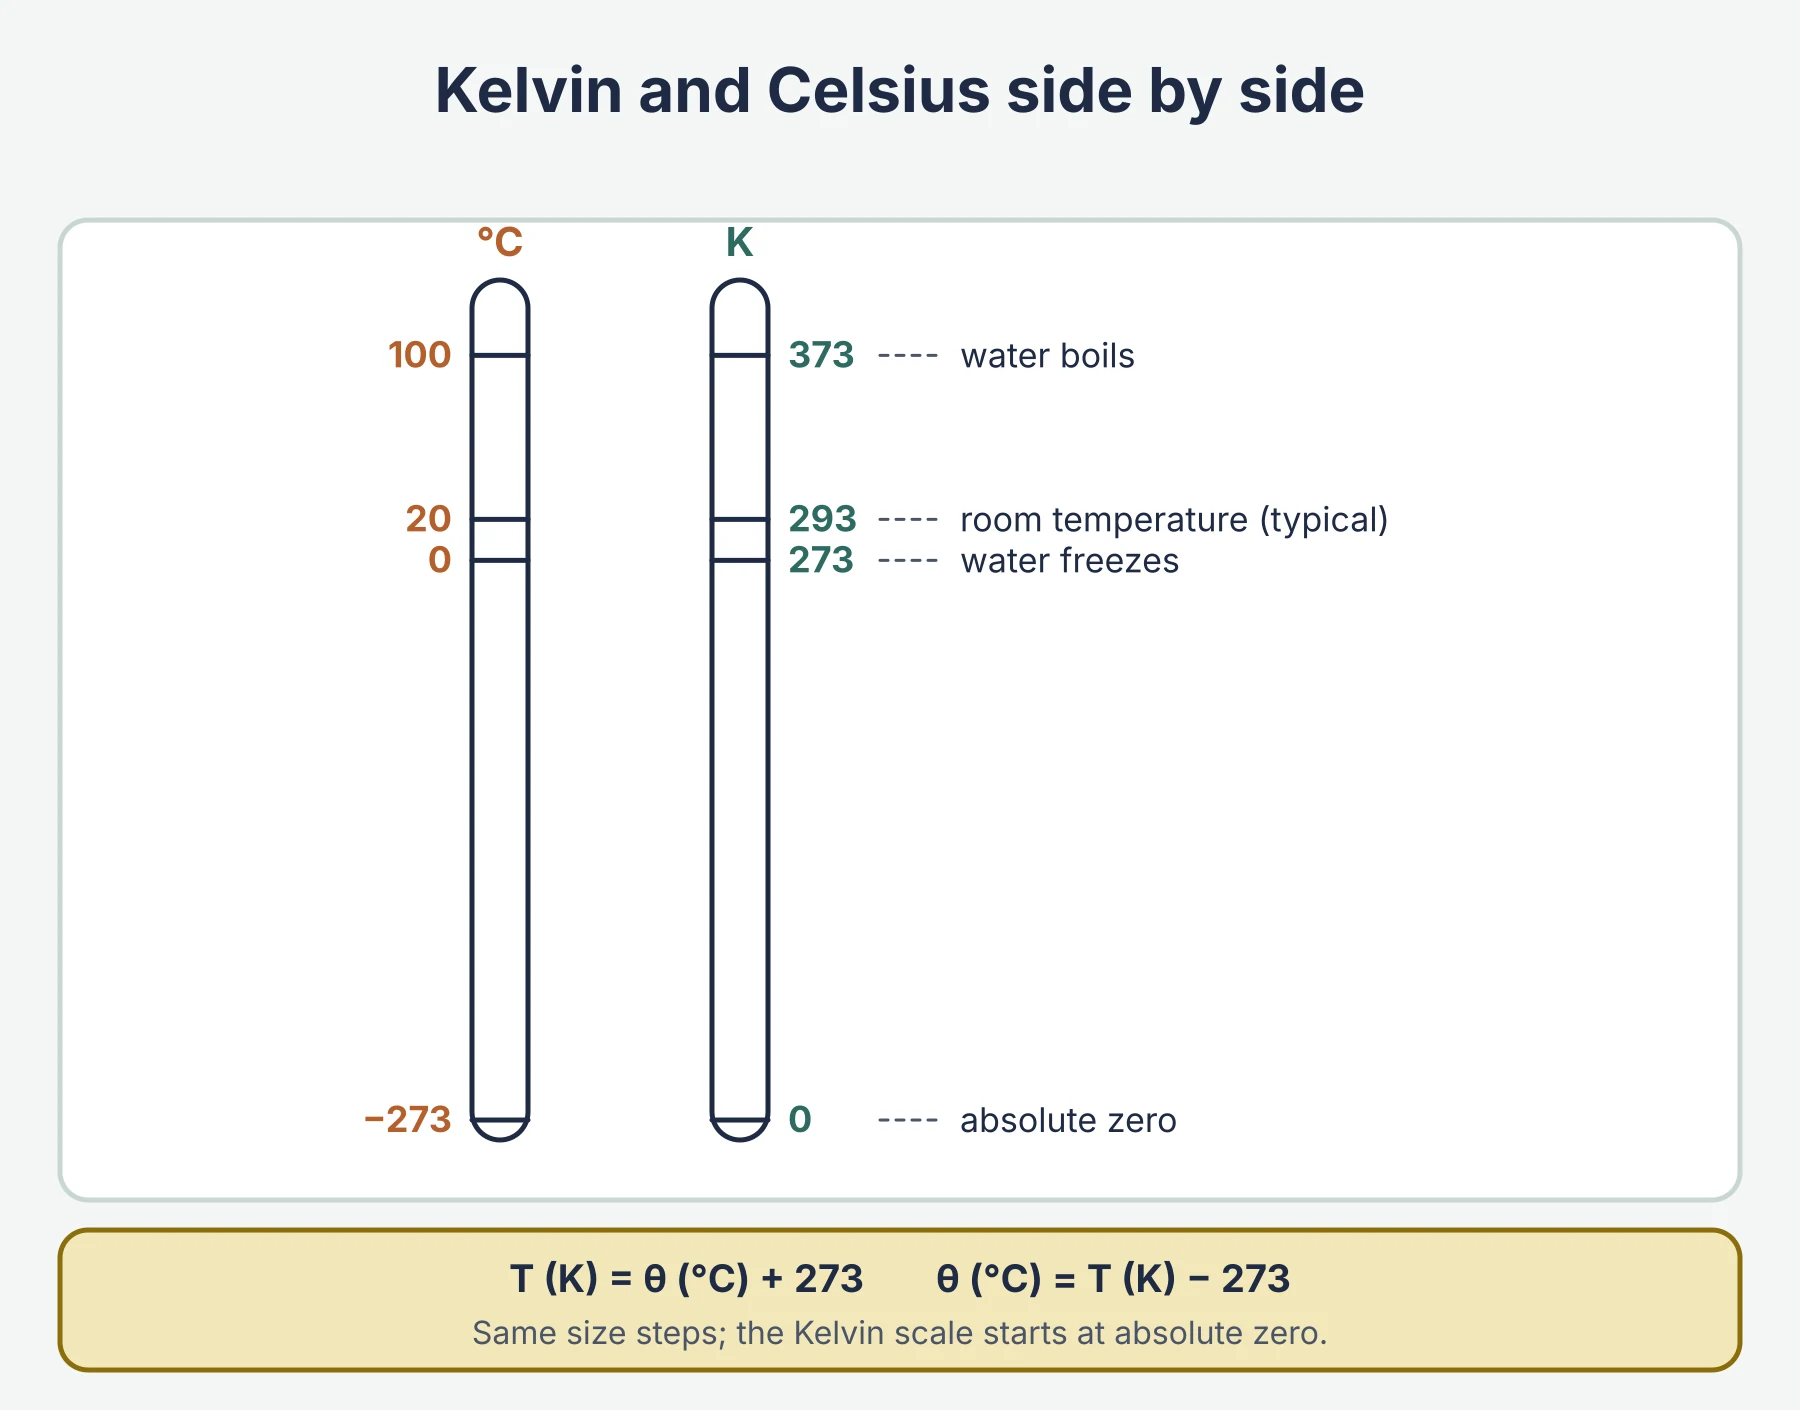 Kelvin and Celsius side by side
°C K
100 373 water boils
20 293 room temperature (typical)
0 273 water freezes
−273 0 absolute zero
T (K) = θ (°C) + 273 θ (°C) = T (K) − 273
Same size steps; the Kelvin scale starts at absolute zero.